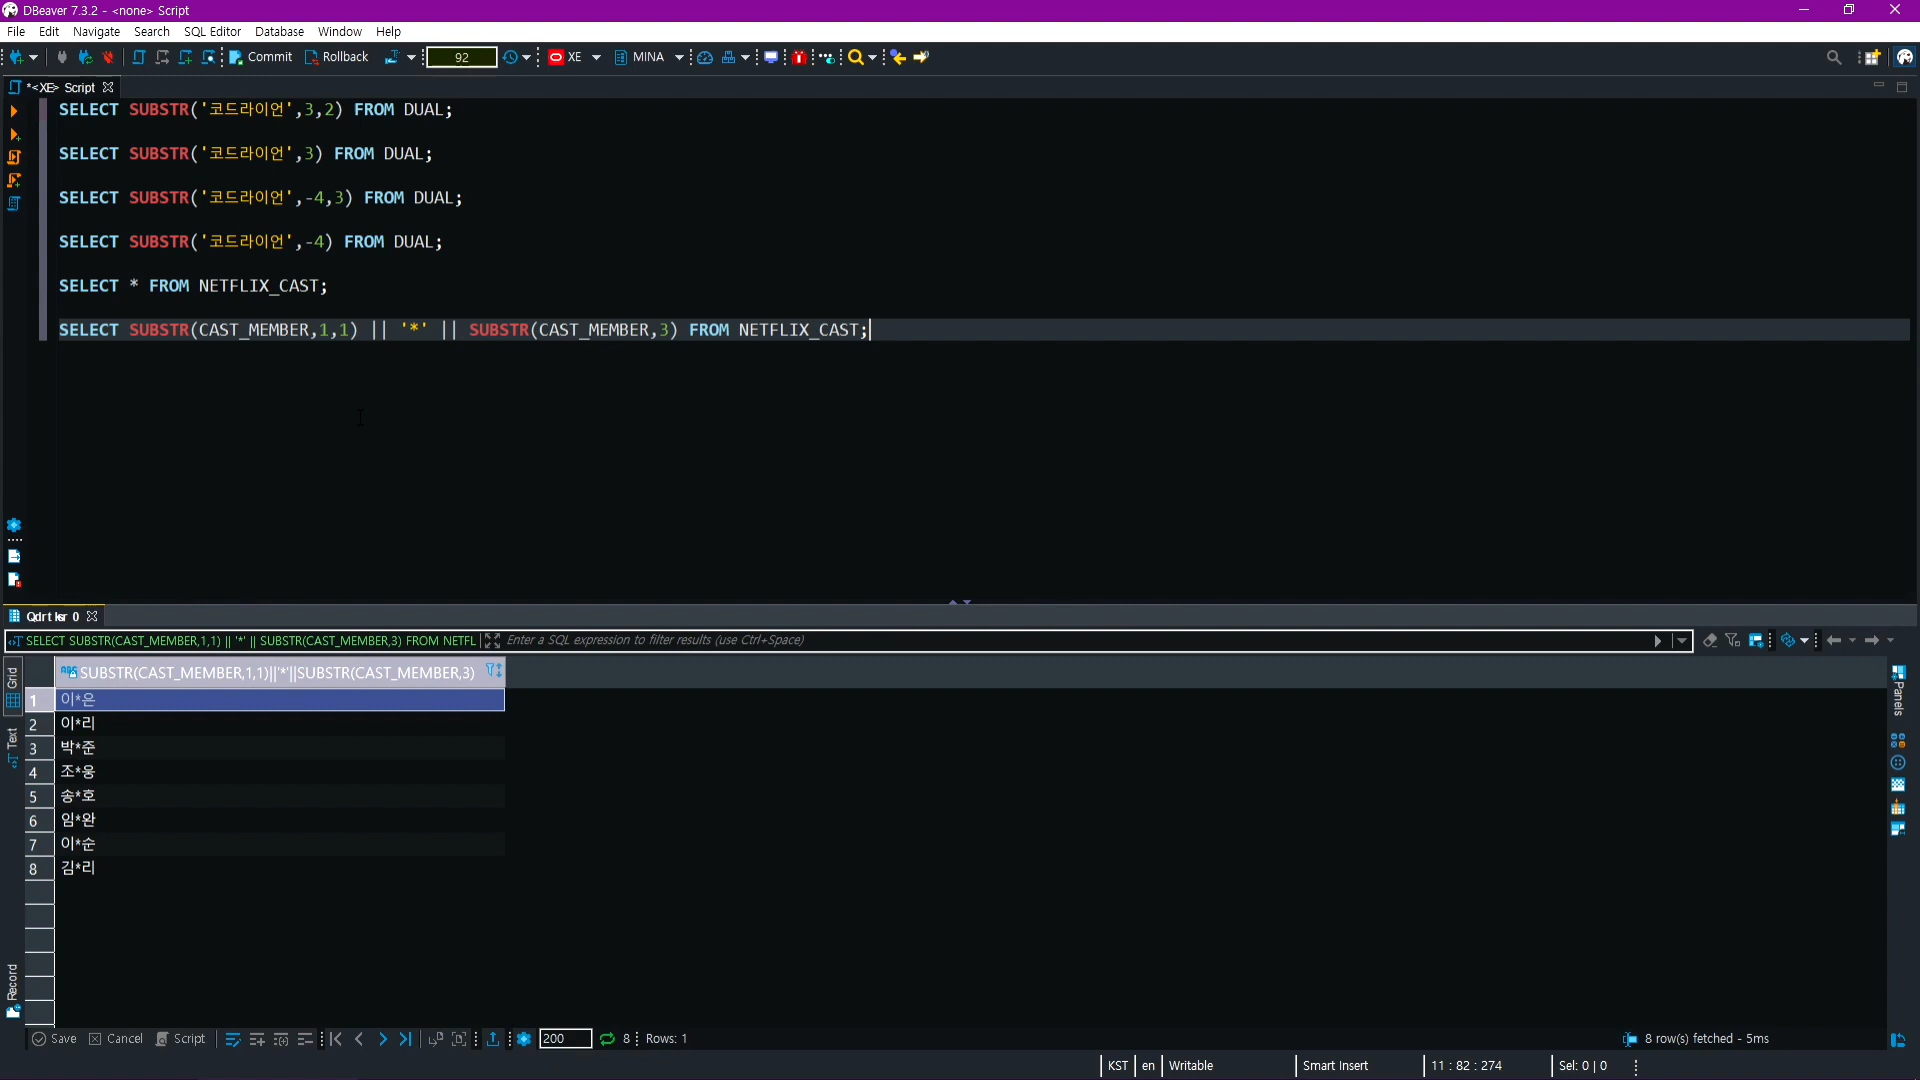 DBeaver 7.3.2 - <none> Script
File Edit Navigate Search SQL Editor Database Window Help
Commit Rollback 92 XE MINA
*<XE> Script
SELECT SUBSTR('코드라이언',3,2) FROM DUAL;
SELECT SUBSTR('코드라이언',3) FROM DUAL;
SELECT SUBSTR('코드라이언',-4,3) FROM DUAL;
SELECT SUBSTR('코드라이언',-4) FROM DUAL;
SELECT * FROM NETFLIX_CAST;
SELECT SUBSTR(CAST_MEMBER,1,1) || '*' || SUBSTR(CAST_MEMBER,3) FROM NETFLIX_CAST;
0
SELECT SUBSTR(CAST_MEMBER,1,1) || '*' || SUBSTR(CAST_MEMBER,3) FROM NETFL Enter a SQL expression to filter results (use Ctrl+Space)
Grid
Text
Record
Panels
ABC SUBSTR(CAST_MEMBER,1,1)||'*'||SUBSTR(CAST_MEMBER,3)
1 이*은
2 이*리
3 박*준
4 조*웅
5 송*호
6 임*완
7 이*순
8 김*리
Save Cancel Script 200 8 Rows: 1 8 row(s) fetched - 5ms
KST en Writable Smart Insert 11 : 82 : 274 Sel: 0 | 0